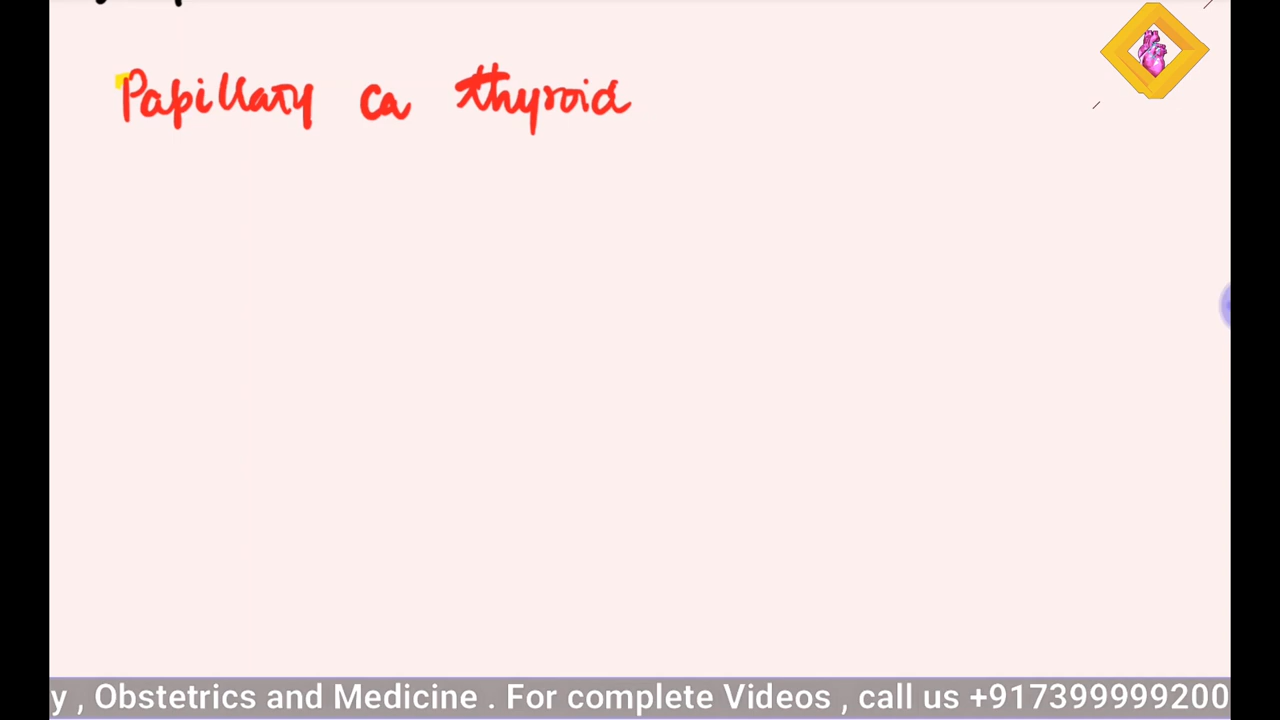 Papillary ca thyroid
y , Obstetrics and Medicine . For complete Videos , call us +917399999200